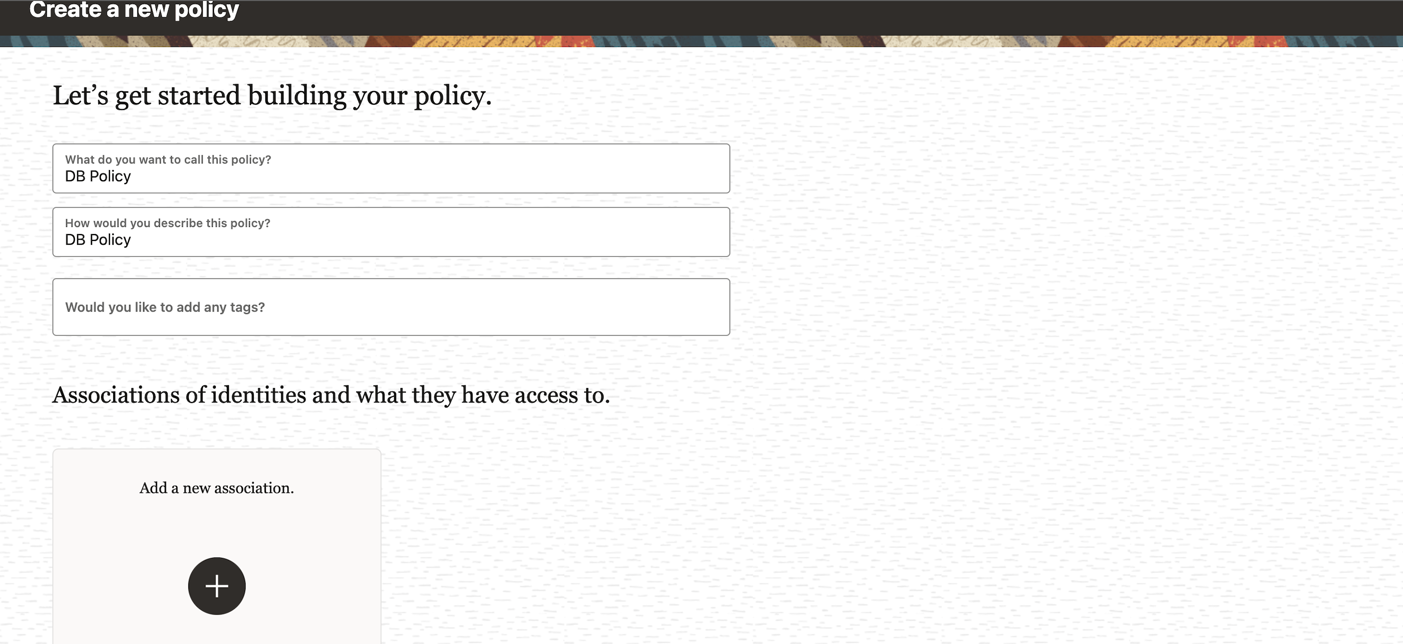 Create a new policy
Let’s get started building your policy.
What do you want to call this policy?
DB Policy
How would you describe this policy?
DB Policy
Would you like to add any tags?
Associations of identities and what they have access to.
Add a new association.